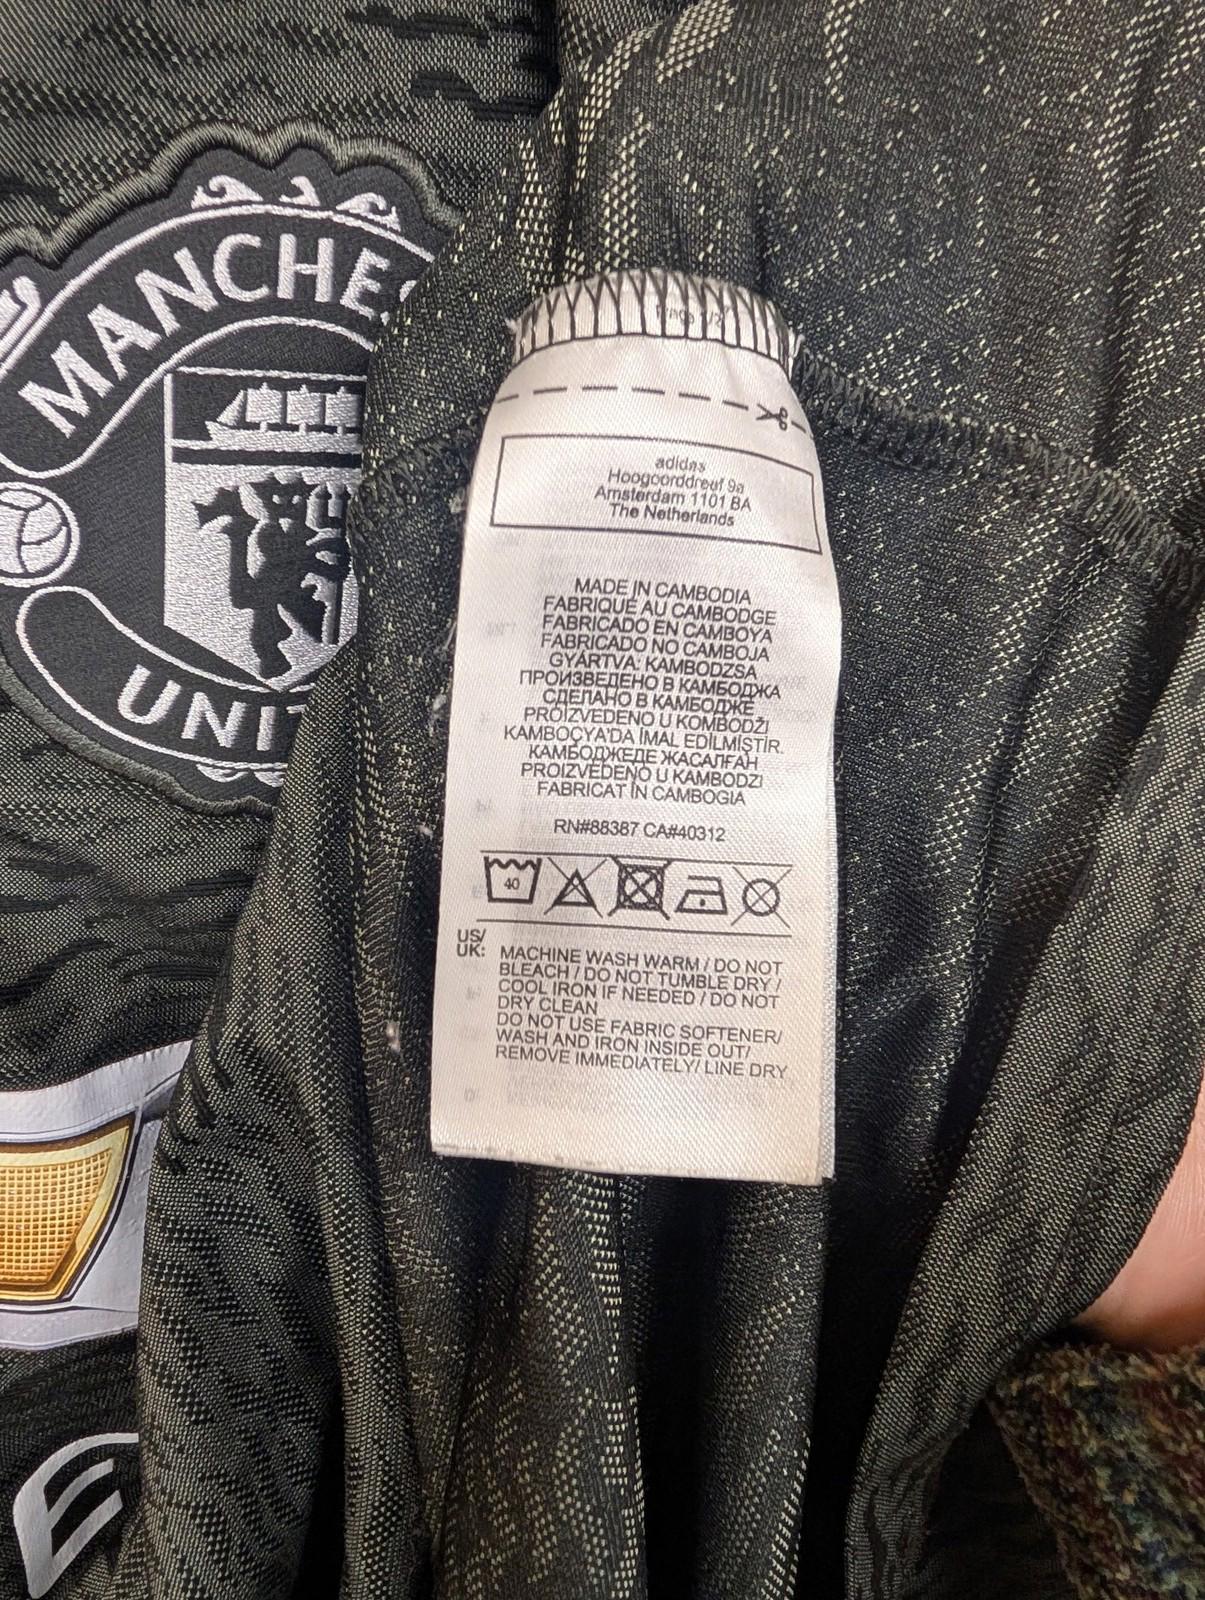 MANCHES
UNIT
adidas
Hoogoorddreef 9a
Amsterdam 1101 BA
The Netherlands
MADE IN CAMBODIA
FABRIQUÉ AU CAMBODGE
FABRICADO EN CAMBOYA
FABRICADO NO CAMBOJA
GYÁRTVA: KAMBODZSA
ПРОИЗВЕДЕНО В КАМБОДЖА
СДЕЛАНО В КАМБОДЖЕ
PROIZVEDENO U KOMBODŽI
KAMBOÇYA'DA İMAL EDİLMİŞTİR.
КАМБОДЖЕДЕ ЖАСАЛҒАН
PROIZVEDENO U KAMBODZI
FABRICAT ÎN CAMBOGIA
RN#88387 CA#40312
40
US/
UK:
MACHINE WASH WARM / DO NOT
BLEACH / DO NOT TUMBLE DRY /
COOL IRON IF NEEDED / DO NOT
DRY CLEAN
DO NOT USE FABRIC SOFTENER/
WASH AND IRON INSIDE OUT/
REMOVE IMMEDIATELY/ LINE DRY
E